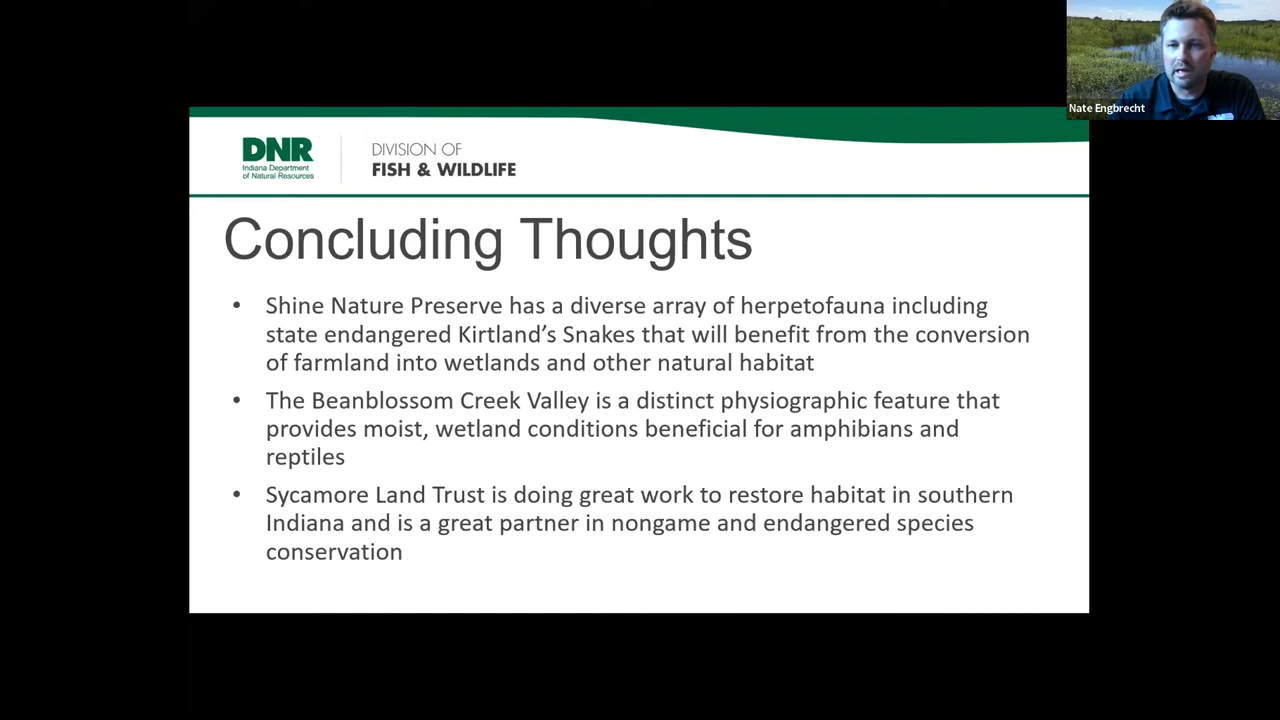 Nate Engbrecht
DNR
Indiana Department
of Natural Resources
DIVISION OF
FISH & WILDLIFE
Concluding Thoughts
• Shine Nature Preserve has a diverse array of herpetofauna including
state endangered Kirtland’s Snakes that will benefit from the conversion
of farmland into wetlands and other natural habitat
• The Beanblossom Creek Valley is a distinct physiographic feature that
provides moist, wetland conditions beneficial for amphibians and
reptiles
• Sycamore Land Trust is doing great work to restore habitat in southern
Indiana and is a great partner in nongame and endangered species
conservation